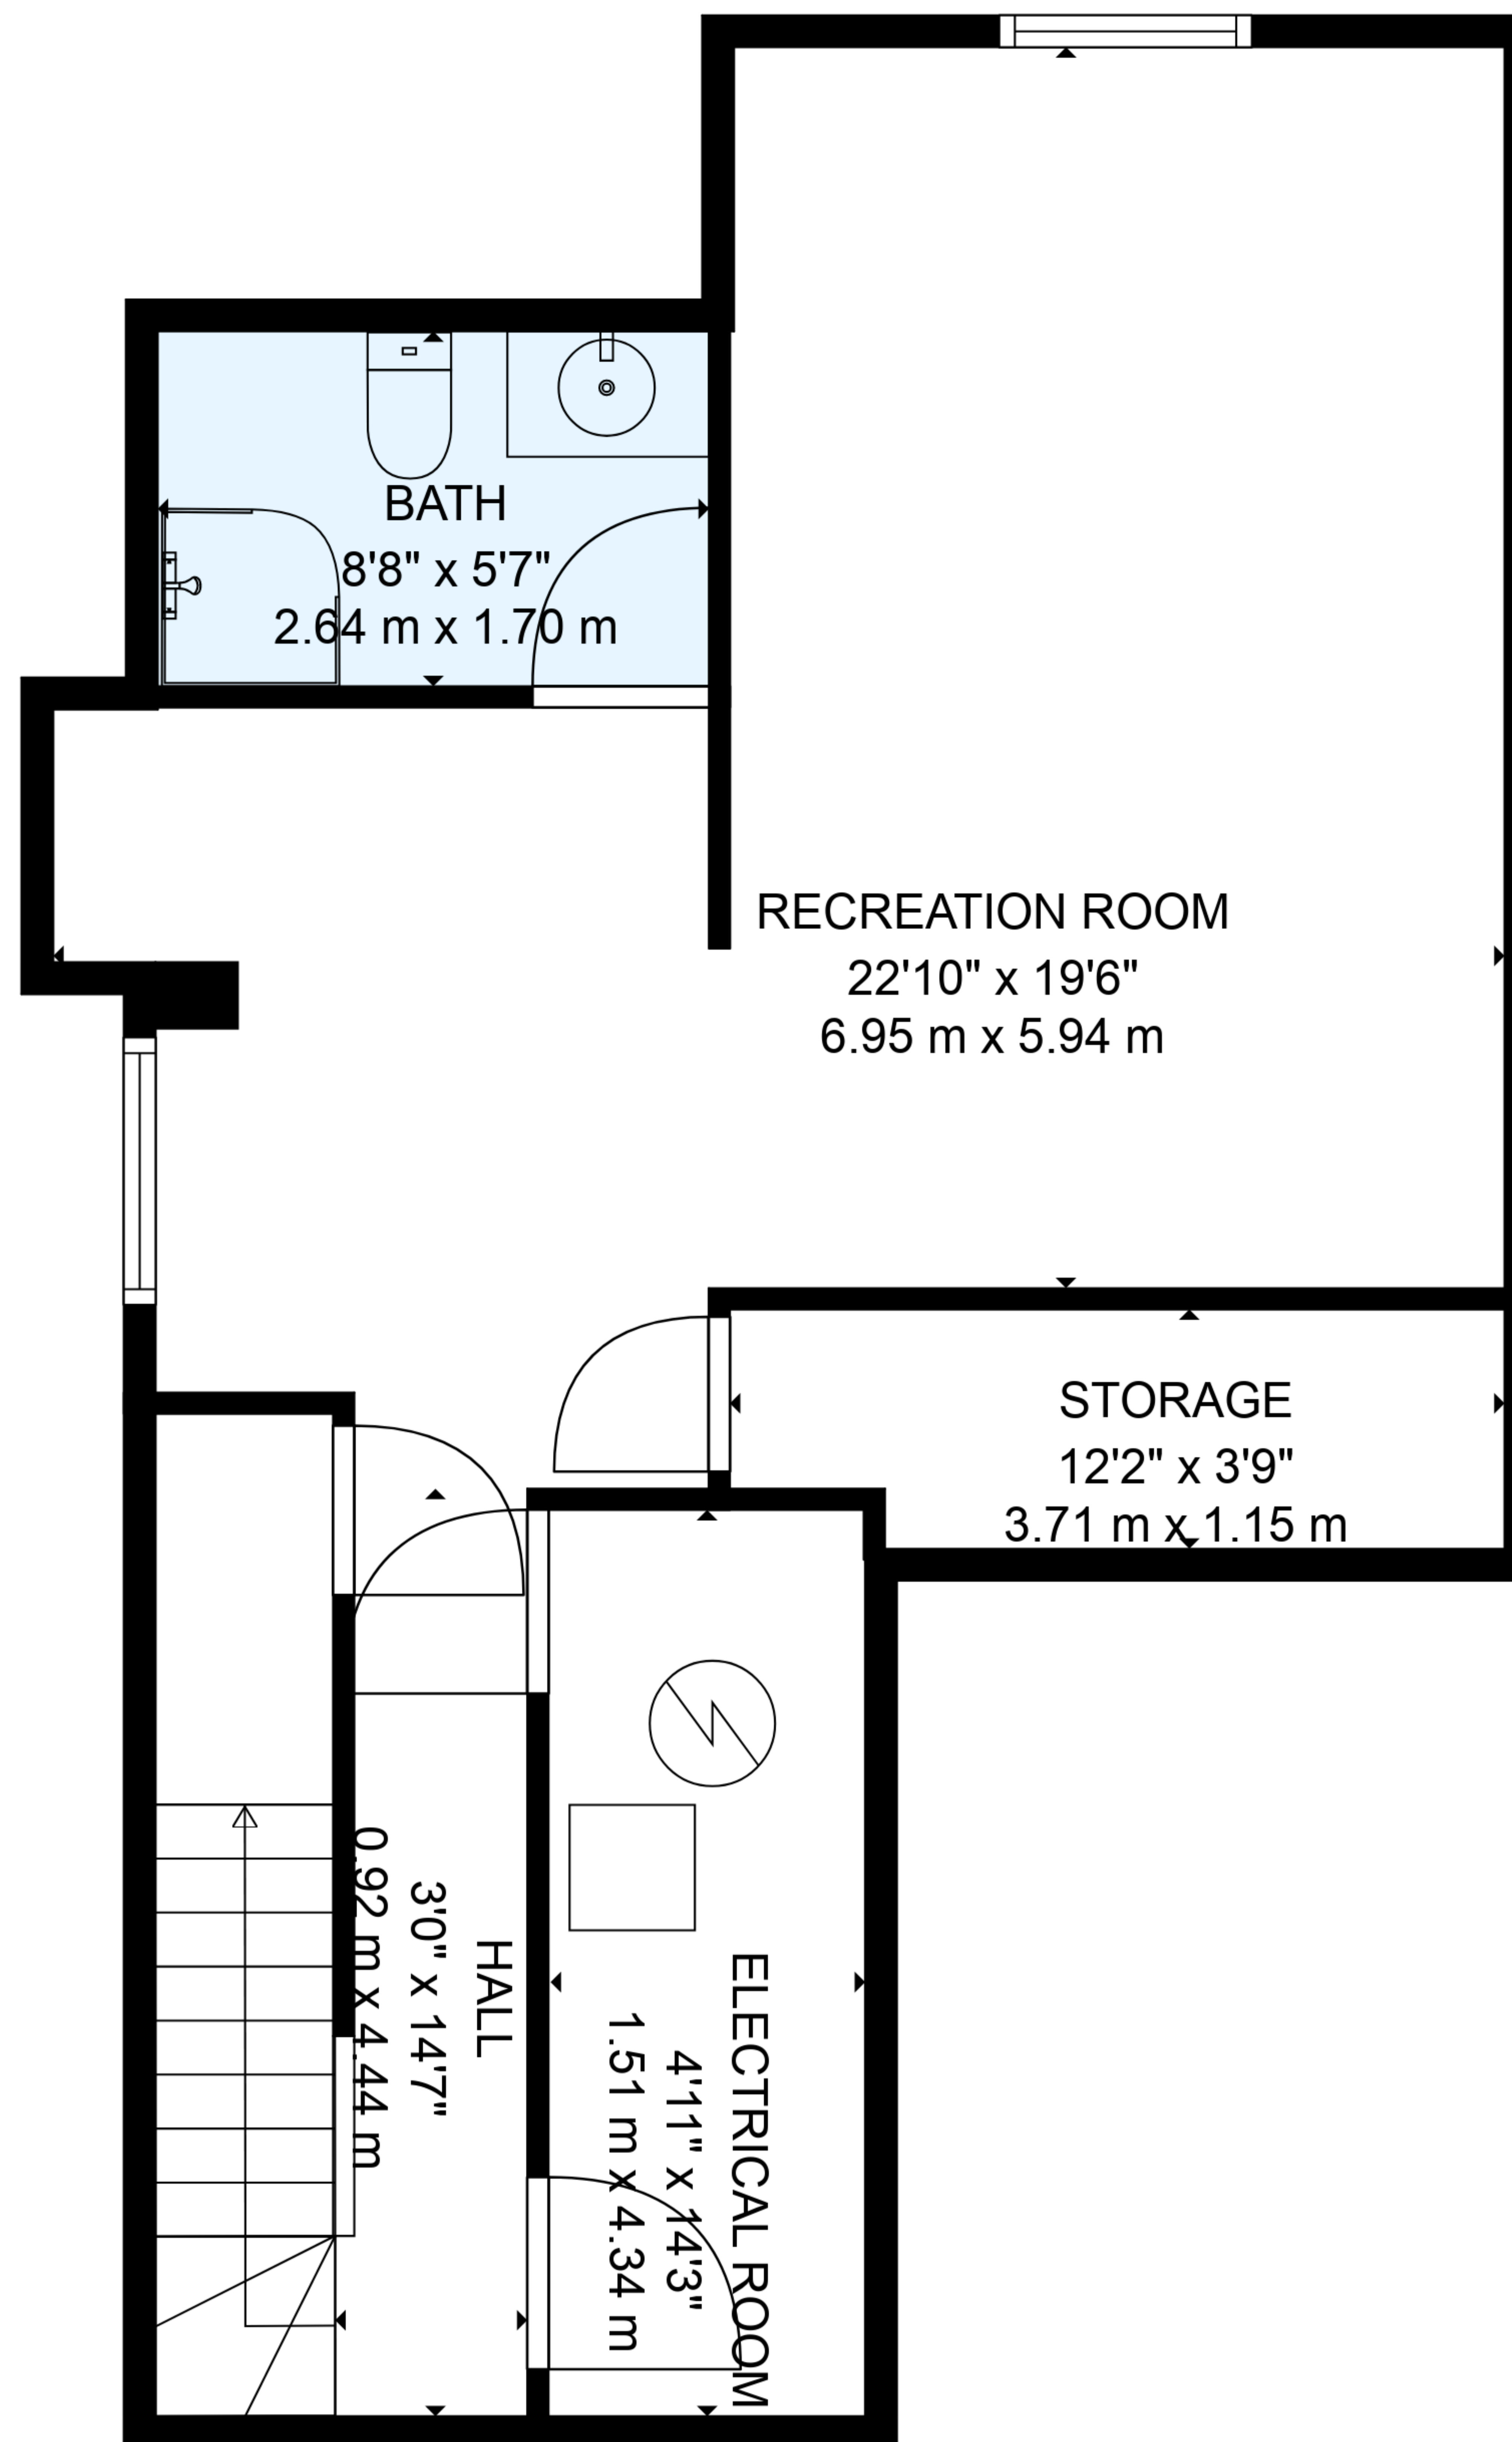 BATH
8'8" x 5'7"
2.64 m x 1.70 m
RECREATION ROOM
22'10" x 19'6"
6.95 m x 5.94 m
STORAGE
12'2" x 3'9"
3.71 m x 1.15 m
HALL
3'0" x 14'7"
0.92 m x 4.44 m
ELECTRICAL ROOM
4'11" x 14'3"
1.51 m x 4.34 m